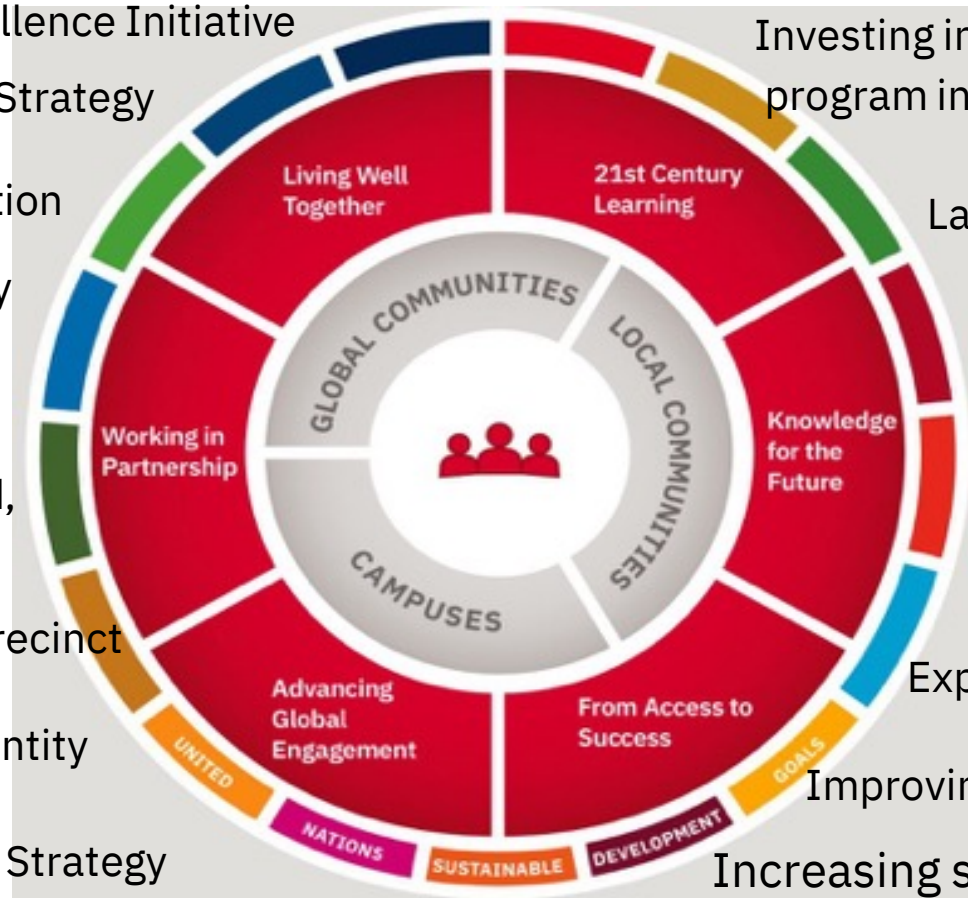 llence Initiative
Strategy
tion
y
l,
recinct
ntity
Strategy
Investing in
program in
La
Exp
Improvin
Increasing s
Living Well
Together
21st Century
Learning
Knowledge
for the
Future
From Access to
Success
Advancing
Global
Engagement
Working in
Partnership
GLOBAL COMMUNITIES
LOCAL COMMUNITIES
CAMPUSES
UNITED
NATIONS
SUSTAINABLE
DEVELOPMENT
GOALS